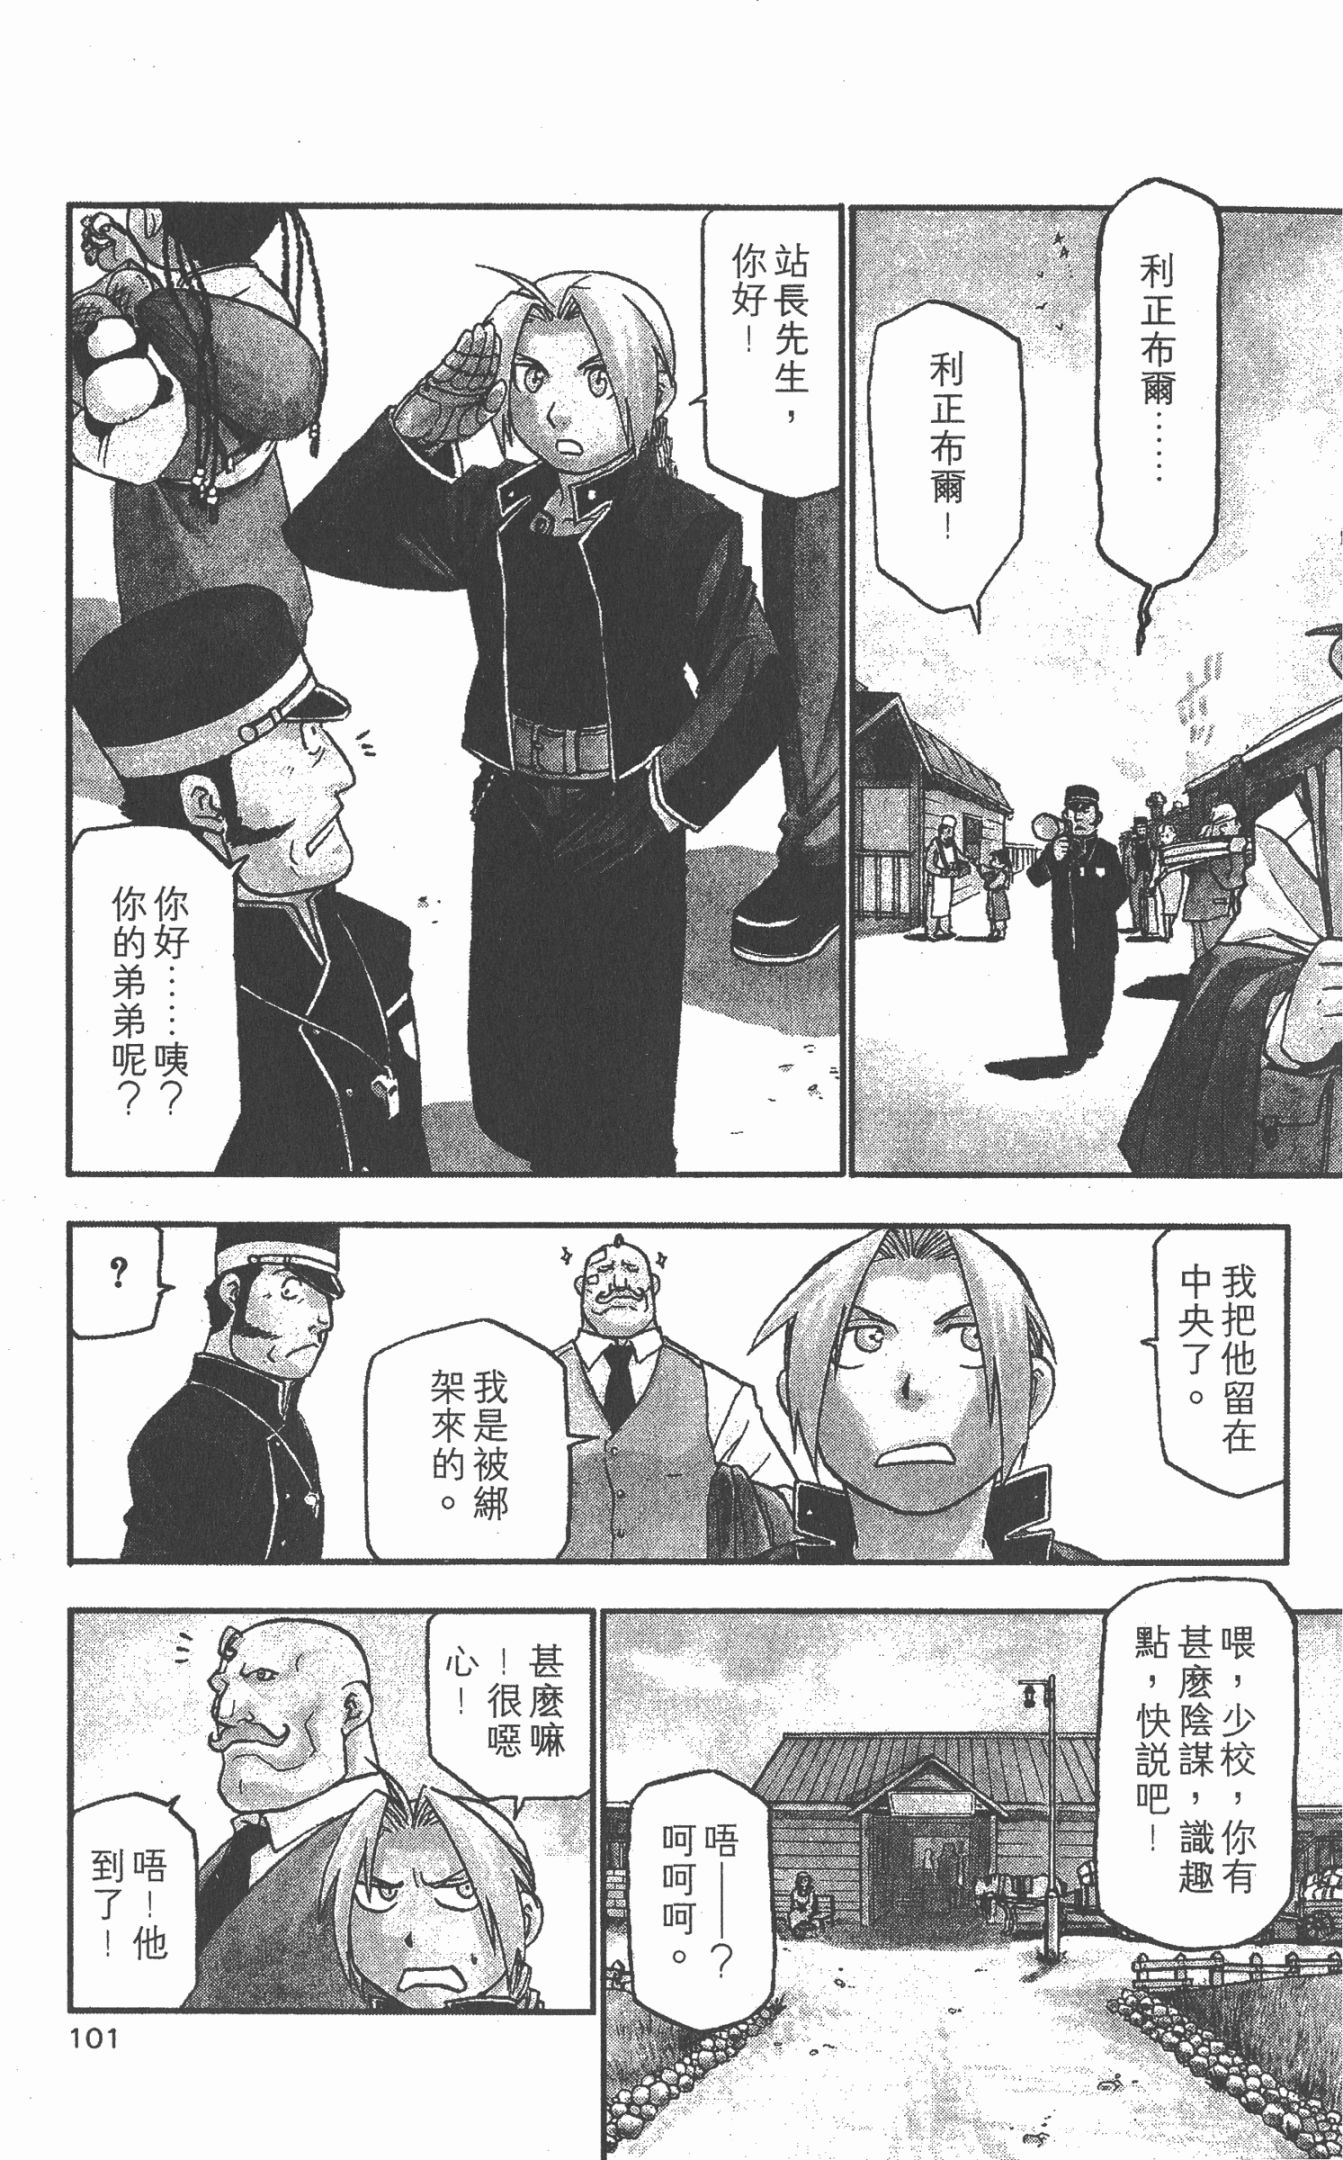 利正布爾⋯⋯
利正布爾！
站長先生，
你好！
你好⋯⋯咦？
你的弟弟呢？
我把他留在
中央了。
我是被綁
架來的。
？
喂，少校，你有
甚麼陰謀，識趣
點，快説吧！
唔——？
呵呵呵。
甚麼嘛
！很噁
心！
唔！他
到了！
101